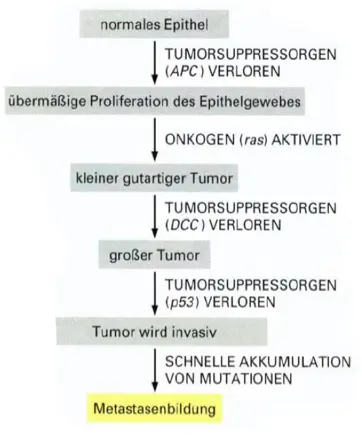 normales Epithel
TUMORSUPPRESSORGEN
(APC) VERLOREN
übermäßige Proliferation des Epithelgewebes
ONKOGEN (ras) AKTIVIERT
kleiner gutartiger Tumor
TUMORSUPPRESSORGEN
(DCC) VERLOREN
großer Tumor
TUMORSUPPRESSORGEN
(p53) VERLOREN
Tumor wird invasiv
SCHNELLE AKKUMULATION
VON MUTATIONEN
Metastasenbildung